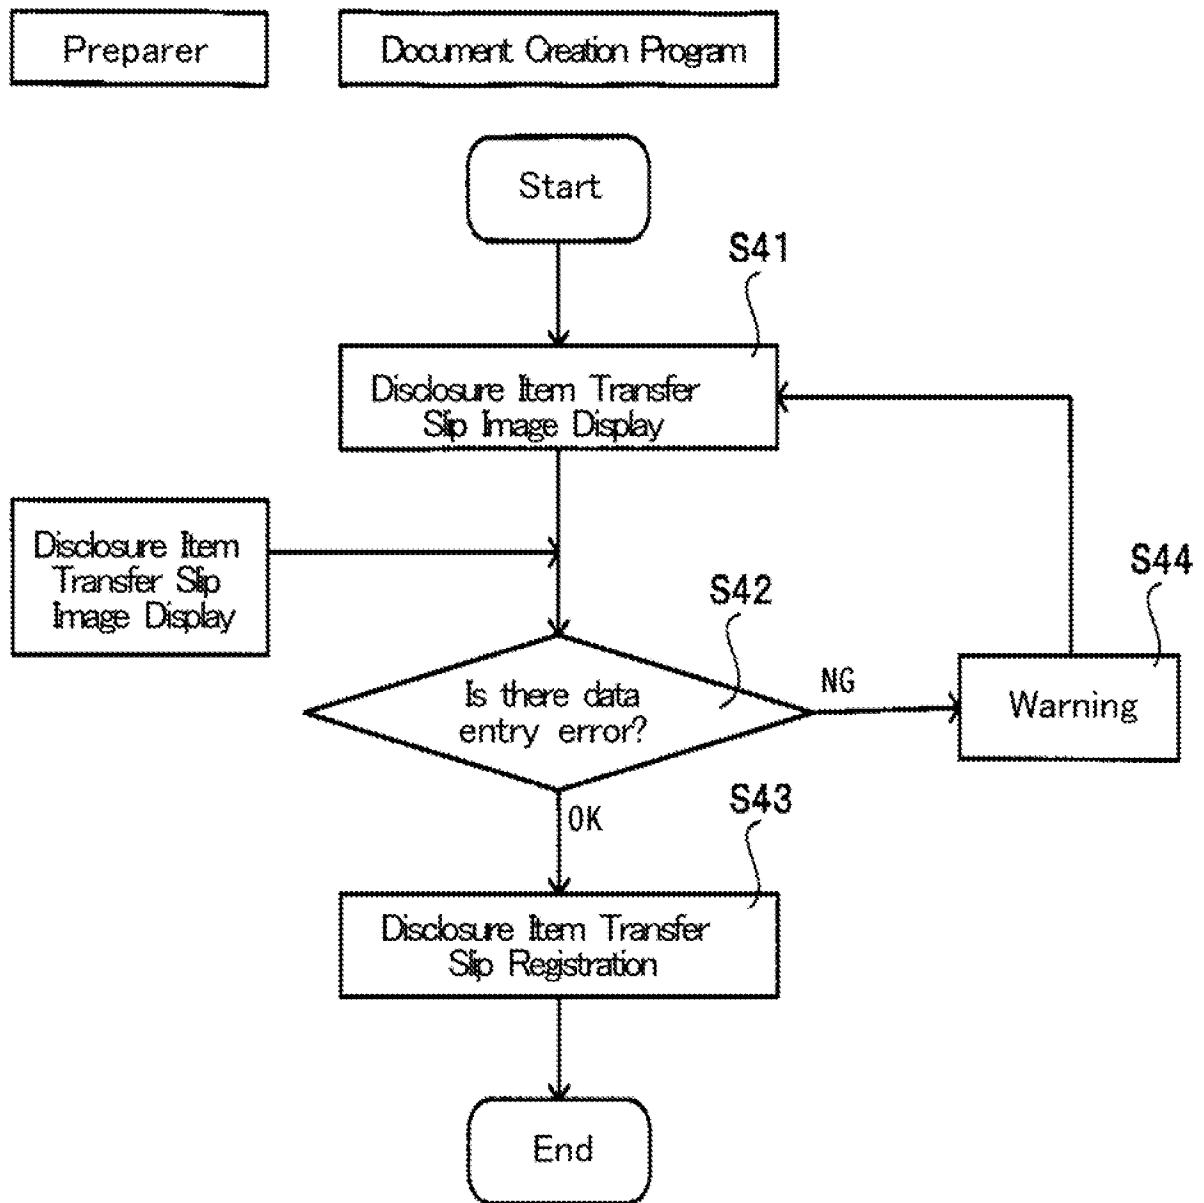 Preparer
Document Creation Program
Start
S41
Disclosure Item Transfer
Slip Image Display
Disclosure Item
Transfer Slip
Image Display
S42
S44
Is there data
entry error?
NG
Warning
OK
S43
Disclosure Item Transfer
Slip Registration
End